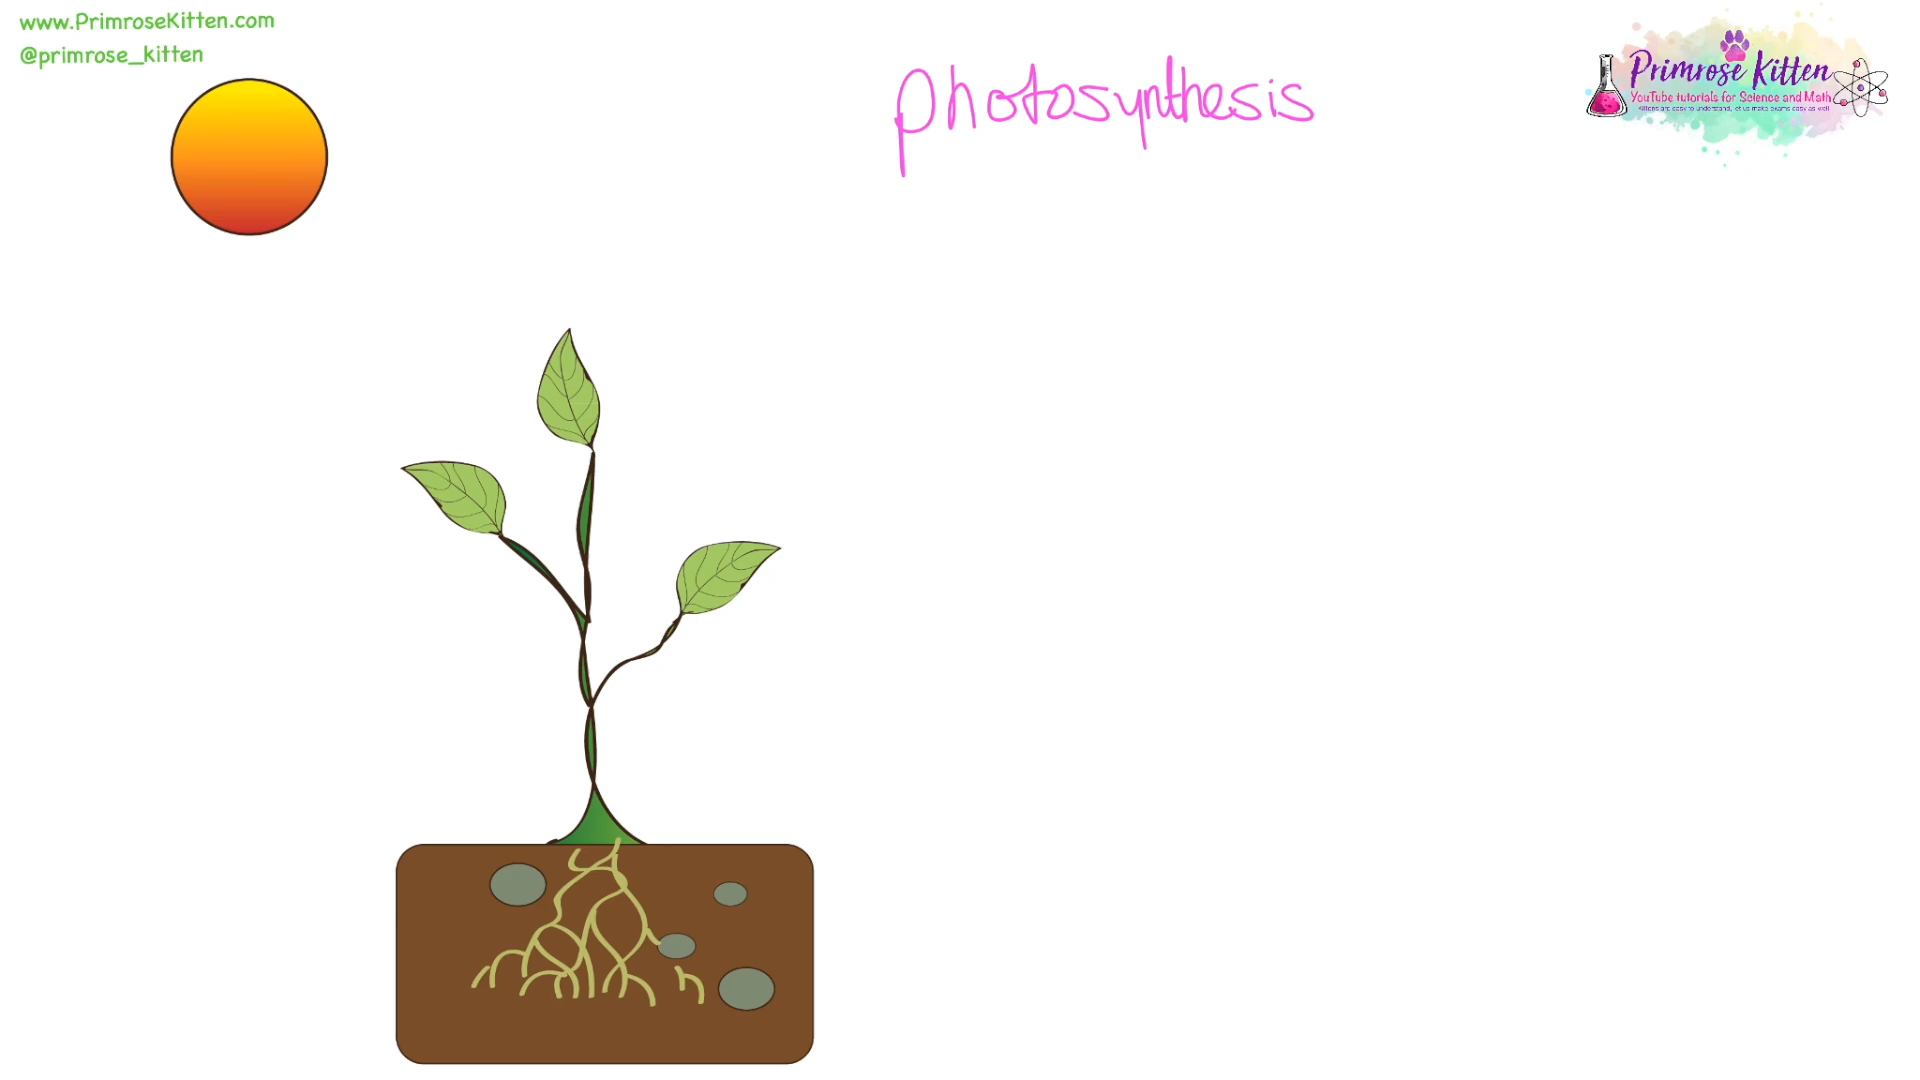 www.PrimroseKitten.com
@primrose_kitten
Photosynthesis
Primrose Kitten
YouTube tutorials for Science and Math